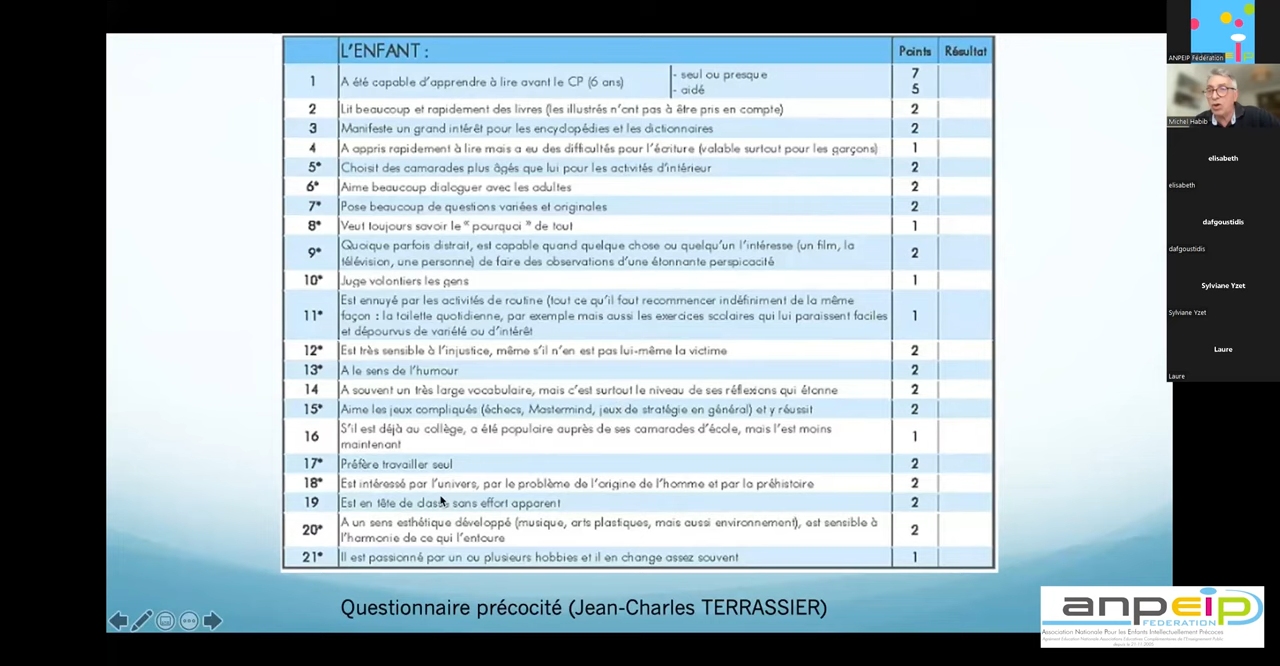 L'ENFANT : Points Résultat
1 A été capable d'apprendre à lire avant le CP (6 ans) - seul ou presque 7
- aidé 5
2 Lit beaucoup et rapidement des livres (les illustrés n'ont pas à être pris en compte) 2
3 Manifeste un grand intérêt pour les encyclopédies et les dictionnaires 2
4 A appris rapidement à lire mais a eu des difficultés pour l'écriture (valable surtout pour les garçons) 1
5* Choisit des camarades plus âgés que lui pour les activités d'intérieur 2
6* Aime beaucoup dialoguer avec les adultes 2
7* Pose beaucoup de questions variées et originales 2
8* Veut toujours savoir le " pourquoi " de tout 1
9* Quoique parfois distrait, est capable quand quelque chose ou quelqu'un l'intéresse (un film, la
télévision, une personne) de faire des observations d'une étonnante perspicacité 2
10* Juge volontiers les gens 1
11* Est ennuyé par les activités de routine (tout ce qu'il faut recommencer indéfiniment de la même
façon : la toilette quotidienne, par exemple mais aussi les exercices scolaires qui lui paraissent faciles 1
et dépourvus de variété ou d'intérêt
12* Est très sensible à l'injustice, même s'il n'en est pas lui-même la victime 2
13* A le sens de l'humour 2
14 A souvent un très large vocabulaire, mais c'est surtout le niveau de ses réflexions qui étonne 2
15* Aime les jeux compliqués (échecs, Mastermind, jeux de stratégie en général) et y réussit 2
16 S'il est déjà au collège, a été populaire auprès de ses camarades d'école, mais l'est moins
maintenant 1
17* Préfère travailler seul 2
18* Est intéressé par l'univers, par le problème de l'origine de l'homme et par la préhistoire 2
19 Est en tête de classe sans effort apparent 2
20* A un sens esthétique développé (musique, arts plastiques, mais aussi environnement), est sensible à
l'harmonie de ce qui l'entoure 2
21* Il est passionné par un ou plusieurs hobbies et il en change assez souvent 1
Questionnaire précocité (Jean-Charles TERRASSIER)
ANPEIP Fédération
Michel Habib
elisabeth
elisabeth
dafgoustidis
dafgoustidis
Sylviane Yzet
Sylviane Yzet
Laure
Laure
anpeip
FEDERATION
Association Nationale Pour les Enfants Intellectuellement Précoces